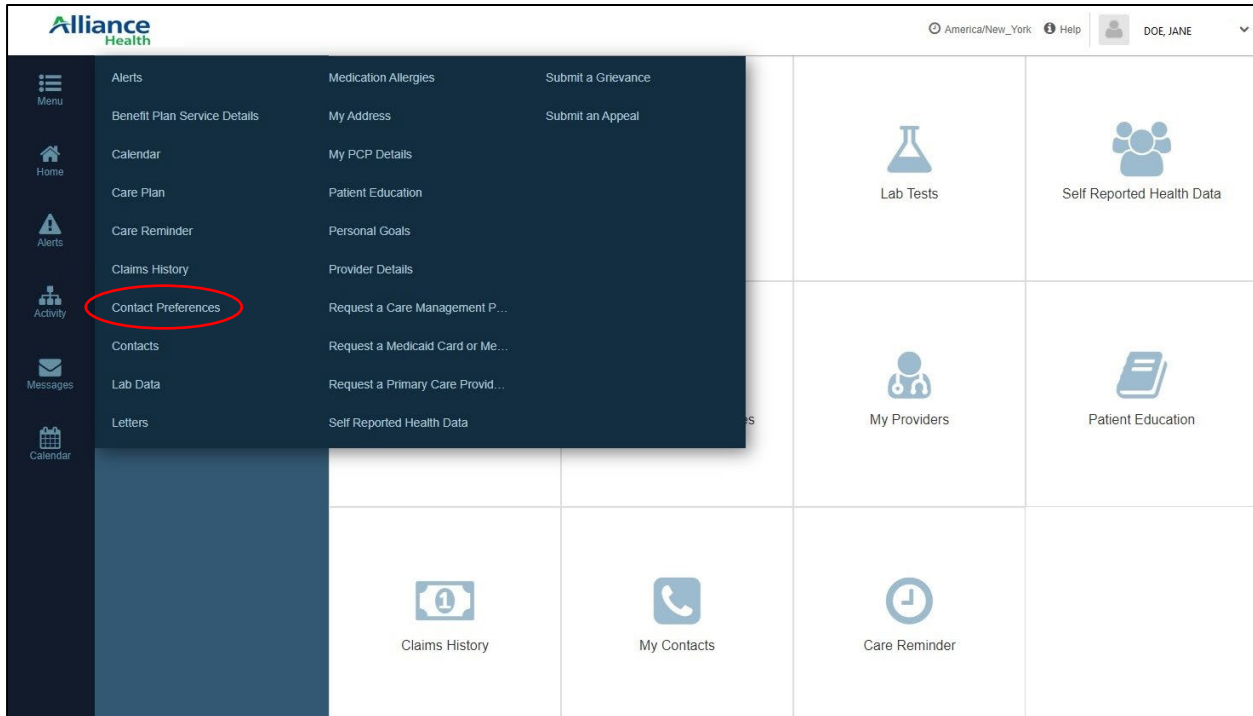 Alliance
Health
America/New_York Help DOE, JANE
Menu
Home
Alerts
Activity
Messages
Calendar
Alerts
Benefit Plan Service Details
Calendar
Care Plan
Care Reminder
Claims History
Contact Preferences
Contacts
Lab Data
Letters
Medication Allergies
My Address
My PCP Details
Patient Education
Personal Goals
Provider Details
Request a Care Management P...
Request a Medicaid Card or Me...
Request a Primary Care Provid...
Self Reported Health Data
Submit a Grievance
Submit an Appeal
Lab Tests
Self Reported Health Data
My Providers
Patient Education
1
Claims History
My Contacts
Care Reminder